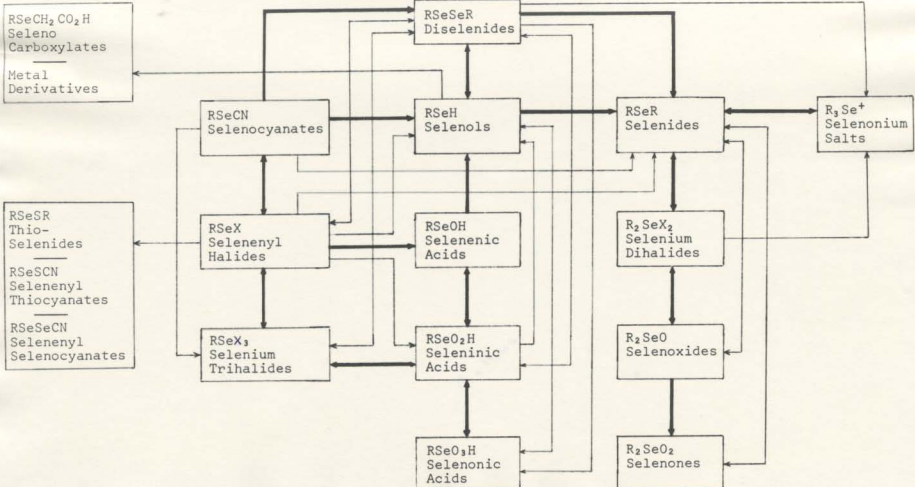 RSeCH₂CO₂H
Seleno
Carboxylates
Metal
Derivatives
RSeSeR
Diselenides
RSeCN
Selenocyanates
RSeH
Selenols
RSeR
Selenides
R₃Se⁺
Selenonium
Salts
RSeSR
Thio-
Selenides
RSeSCN
Selenenyl
Thiocyanates
RSeSeCN
Selenenyl
Selenocyanates
RSeX
Selenenyl
Halides
RSeOH
Selenenic
Acids
R₂SeX₂
Selenium
Dihalides
RSeX₃
Selenium
Trihalides
RSeO₂H
Seleninic
Acids
R₂SeO
Selenoxides
RSeO₃H
Selenonic
Acids
R₂SeO₂
Selenones